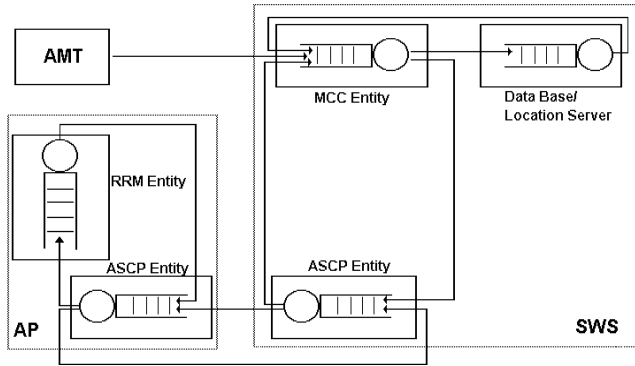 AMT
MCC Entity
Data Base/
Location Server
RRM Entity
ASCP Entity
ASCP Entity
AP
SWS